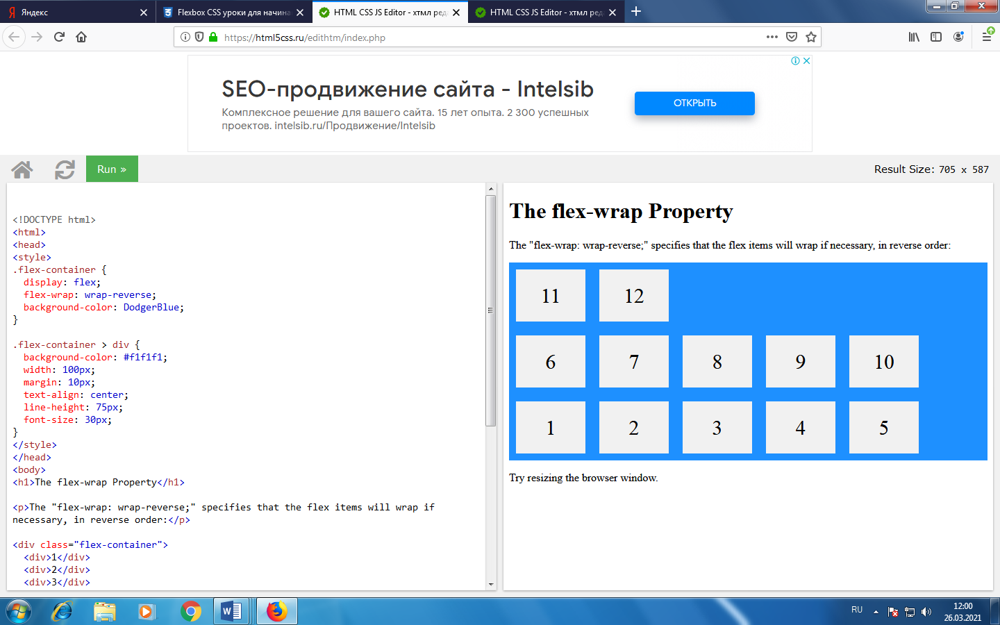 Яндекс
Flexbox CSS уроки для начина
HTML CSS JS Editor - хтмл ред
HTML CSS JS Editor - хтмл ред
https://html5css.ru/edithtm/index.php
SEO-продвижение сайта - Intelsib
Комплексное решение для вашего сайта. 15 лет опыта. 2 300 успешных
проектов. intelsib.ru/Продвижение/Intelsib
ОТКРЫТЬ
Run »
Result Size: 705 x 587
<!DOCTYPE html>
<html>
<head>
<style>
.flex-container {
  display: flex;
  flex-wrap: wrap-reverse;
  background-color: DodgerBlue;
}
.flex-container > div {
  background-color: #f1f1f1;
  width: 100px;
  margin: 10px;
  text-align: center;
  line-height: 75px;
  font-size: 30px;
}
</style>
</head>
<body>
<h1>The flex-wrap Property</h1>
<p>The "flex-wrap: wrap-reverse;" specifies that the flex items will wrap if
necessary, in reverse order:</p>
<div class="flex-container">
  <div>1</div>
  <div>2</div>
  <div>3</div>
The flex-wrap Property
The "flex-wrap: wrap-reverse;" specifies that the flex items will wrap if necessary, in reverse order:
11 12
6 7 8 9 10
1 2 3 4 5
Try resizing the browser window.
RU
12:00
26.03.2021